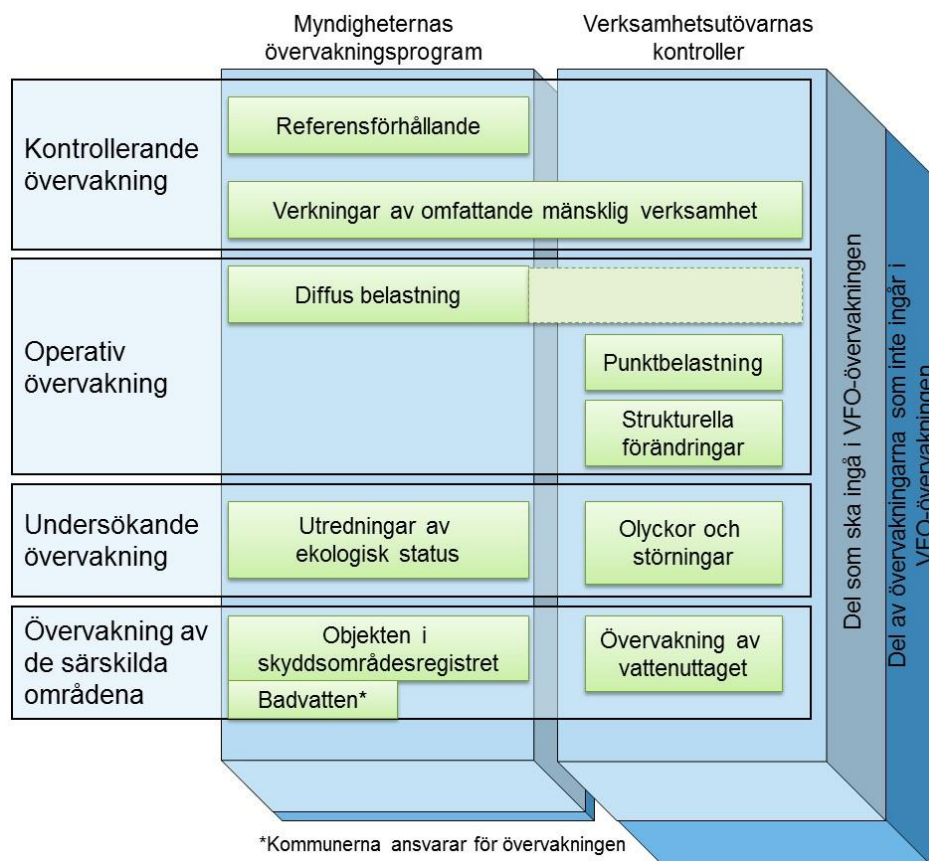 Myndigheternas
övervakningsprogram
Verksamhetsutövarnas
kontroller
Kontrollerande
övervakning
Referensförhållande
Verkningar av omfattande mänsklig verksamhet
Operativ
övervakning
Diffus belastning
Punktbelastning
Strukturella
förändringar
Undersökande
övervakning
Utredningar av
ekologisk status
Olyckor och
störningar
Övervakning av
de särskilda
områdena
Objekten i
skyddsområdesregistret
Badvatten*
Övervakning av
vattenuttaget
Del som ska ingå i VFO-övervakningen
Del av övervakningarna som inte ingår i
VFO-övervakningen
*Kommunerna ansvarar för övervakningen